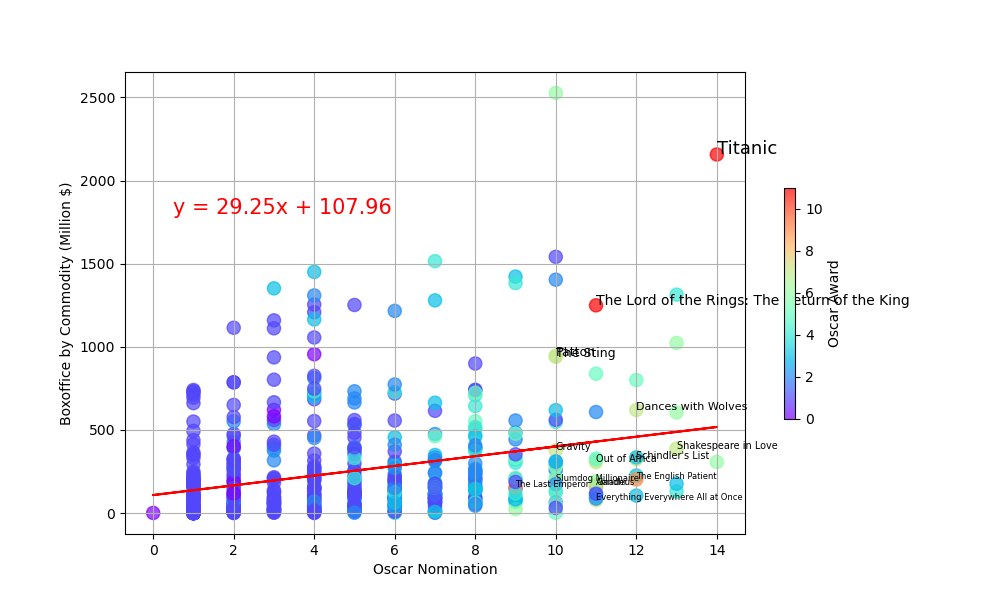 2500
2000
1500
1000
500
0
Boxoffice by Commodity (Million $)
y = 29.25x + 107.96
Titanic
The Lord of the Rings: The Return of the King
Patton
The Sting
Dances with Wolves
Gravity
Shakespeare in Love
Schindler's List
Out of Africa
The English Patient
Slumdog Millionaire
The Last Emperor
Amadeus
Everything Everywhere All at Once
0 2 4 6 8 10 12 14
Oscar Nomination
10
8
6
4
2
0
Oscar Award